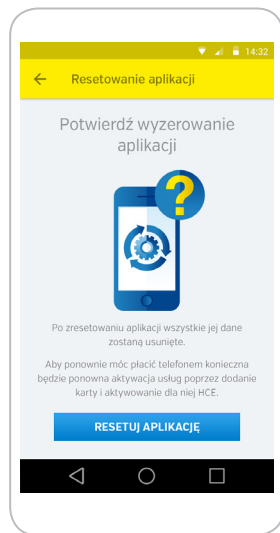 14:32
Resetowanie aplikacji
Potwierdź wyzerowanie
aplikacji
?
Po zresetowaniu aplikacji wszystkie jej dane
zostaną usunięte.
Aby ponownie móc płacić telefonem konieczna
będzie ponowna aktywacja usług poprzez dodanie
karty i aktywowanie dla niej HCE.
RESETUJ APLIKACJĘ